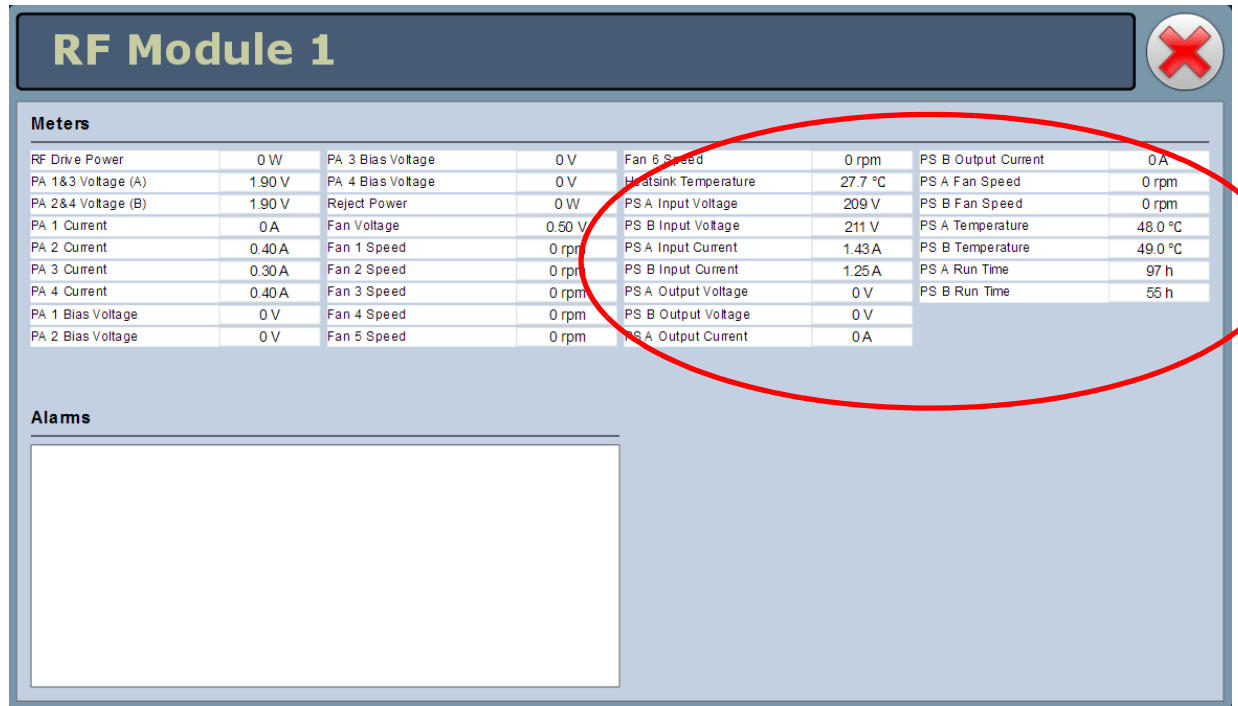 RF Module 1
Meters
RF Drive Power 0 W PA 3 Bias Voltage 0 V Fan 6 Speed 0 rpm PS B Output Current 0 A
PA 1&3 Voltage (A) 1.90 V PA 4 Bias Voltage 0 V Heatsink Temperature 27.7 °C PS A Fan Speed 0 rpm
PA 2&4 Voltage (B) 1.90 V Reject Power 0 W PS A Input Voltage 209 V PS B Fan Speed 0 rpm
PA 1 Current 0 A Fan Voltage 0.50 V PS B Input Voltage 211 V PS A Temperature 48.0 °C
PA 2 Current 0.40 A Fan 1 Speed 0 rpm PS A Input Current 1.43 A PS B Temperature 49.0 °C
PA 3 Current 0.30 A Fan 2 Speed 0 rpm PS B Input Current 1.25 A PS A Run Time 97 h
PA 4 Current 0.40 A Fan 3 Speed 0 rpm PS A Output Voltage 0 V PS B Run Time 55 h
PA 1 Bias Voltage 0 V Fan 4 Speed 0 rpm PS B Output Voltage 0 V
PA 2 Bias Voltage 0 V Fan 5 Speed 0 rpm PS A Output Current 0 A
Alarms